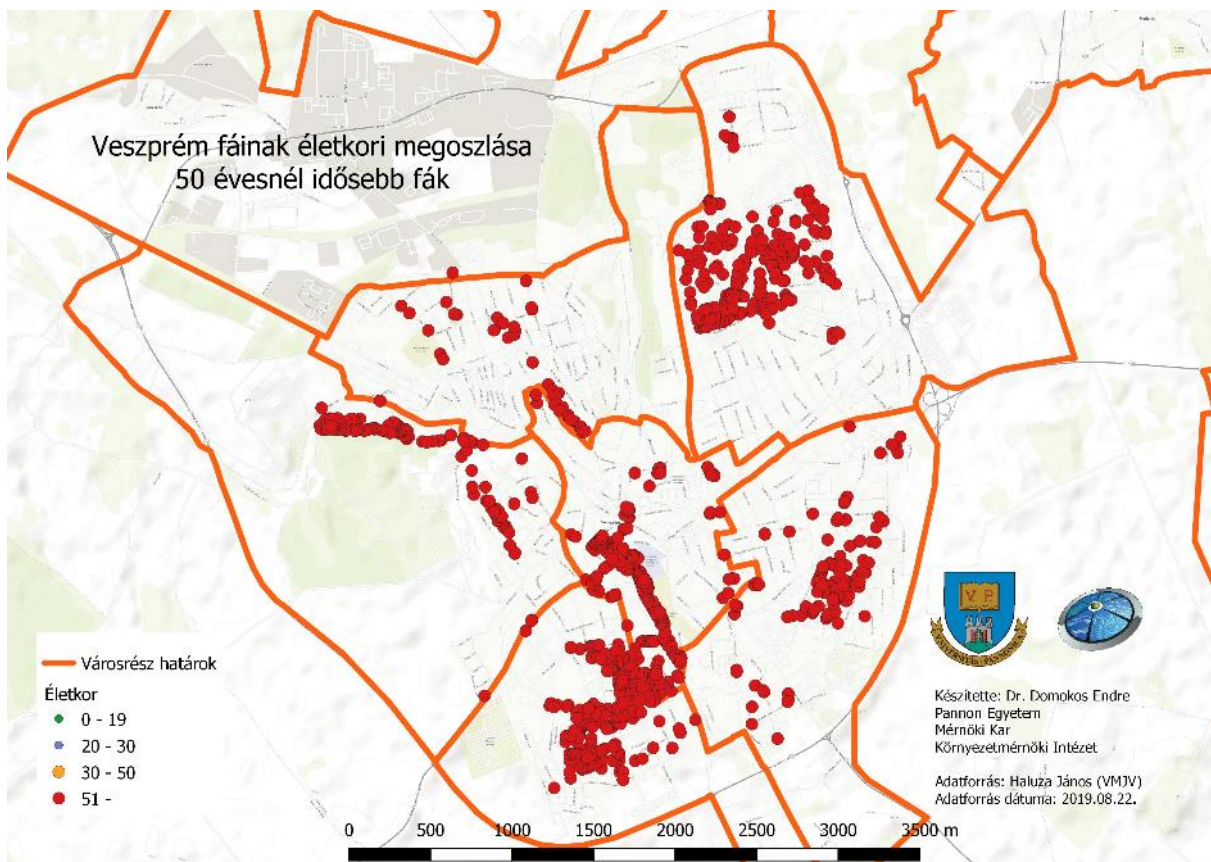 Veszprém fáinak életkori megoszlása
50 évesnél idősebb fák
Városrész határok
Életkor
0 - 19
20 - 30
30 - 50
51 -
V P
Készítette: Dr. Domokos Endre
Pannon Egyetem
Mérnöki Kar
Környezetmérnöki Intézet
Adatforrás: Haluza János (VMJV)
Adatforrás dátuma: 2019.08.22.
0 500 1000 1500 2000 2500 3000 3500 m